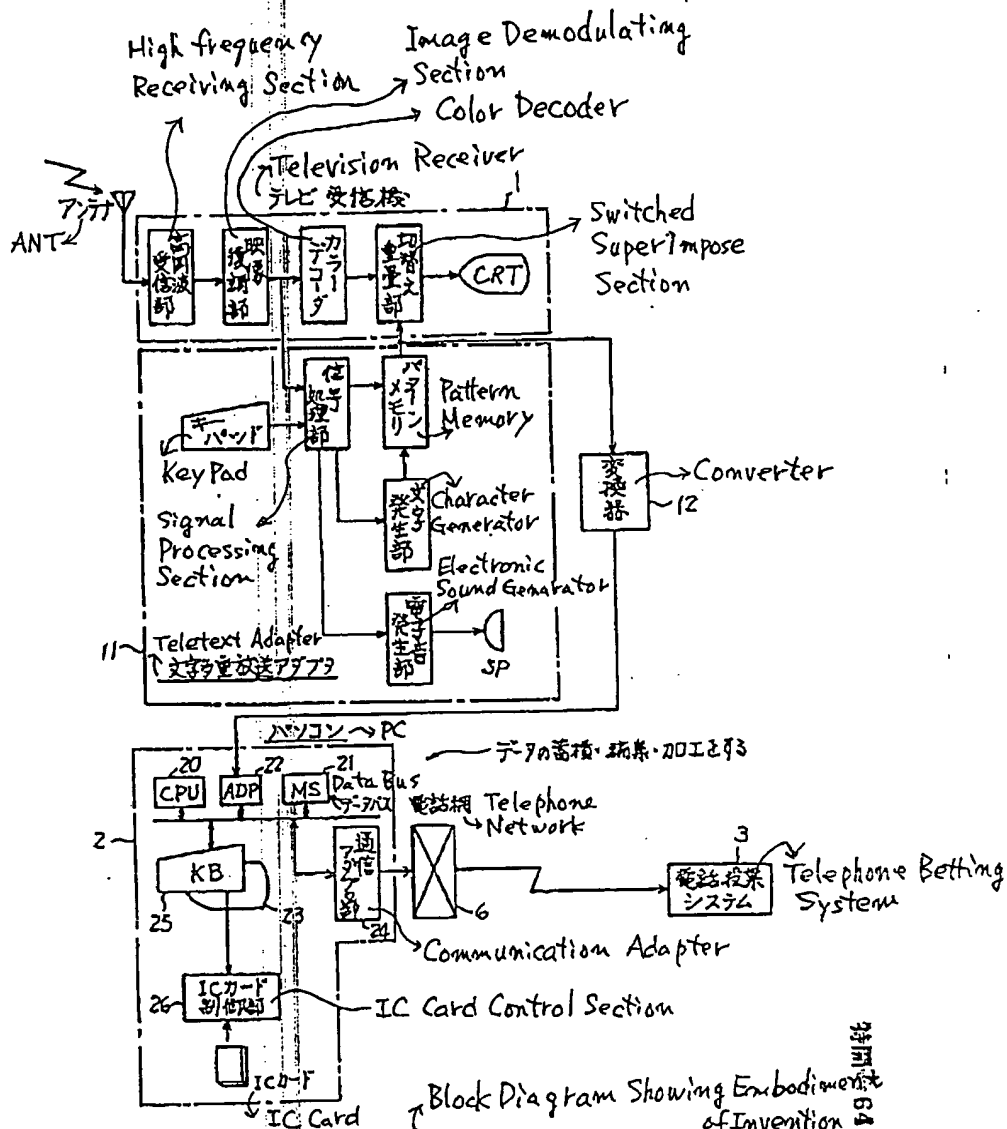 High frequency
Receiving Section
Image Demodulating
Section
Color Decoder
Television Receiver
テレビ受信機
1
アンテナ
ANT
高周波
受信部
映像
復調部
カラー
デコーダ
切替え
重畳部
CRT
Switched
SuperImpose
Section
信号
処理部
パターン
メモリ
Pattern
Memory
キー
パッド
KeyPad
Signal
Processing
Section
文字
発生部
Character
Generator
変換器
Comverter
12
Electronic
Sound Genarator
電子音
発生部
SP
11
Teletext Adapter
文字多重放送アダプタ
パソコン
PC
データの蓄積・編集・加工をする
20
22
21
CPU
ADP
MS
Data Bus
データバス
電話網
Telephone
Network
2
KB
25
23
通信
アダプタ部
24
6
3
電話投票
システム
Telephone Betting
System
Communication Adapter
26
ICカード
制御部
IC Card Control Section
ICカード
IC Card
Block Diagram Showing Embodiment
of Invention
特開 64